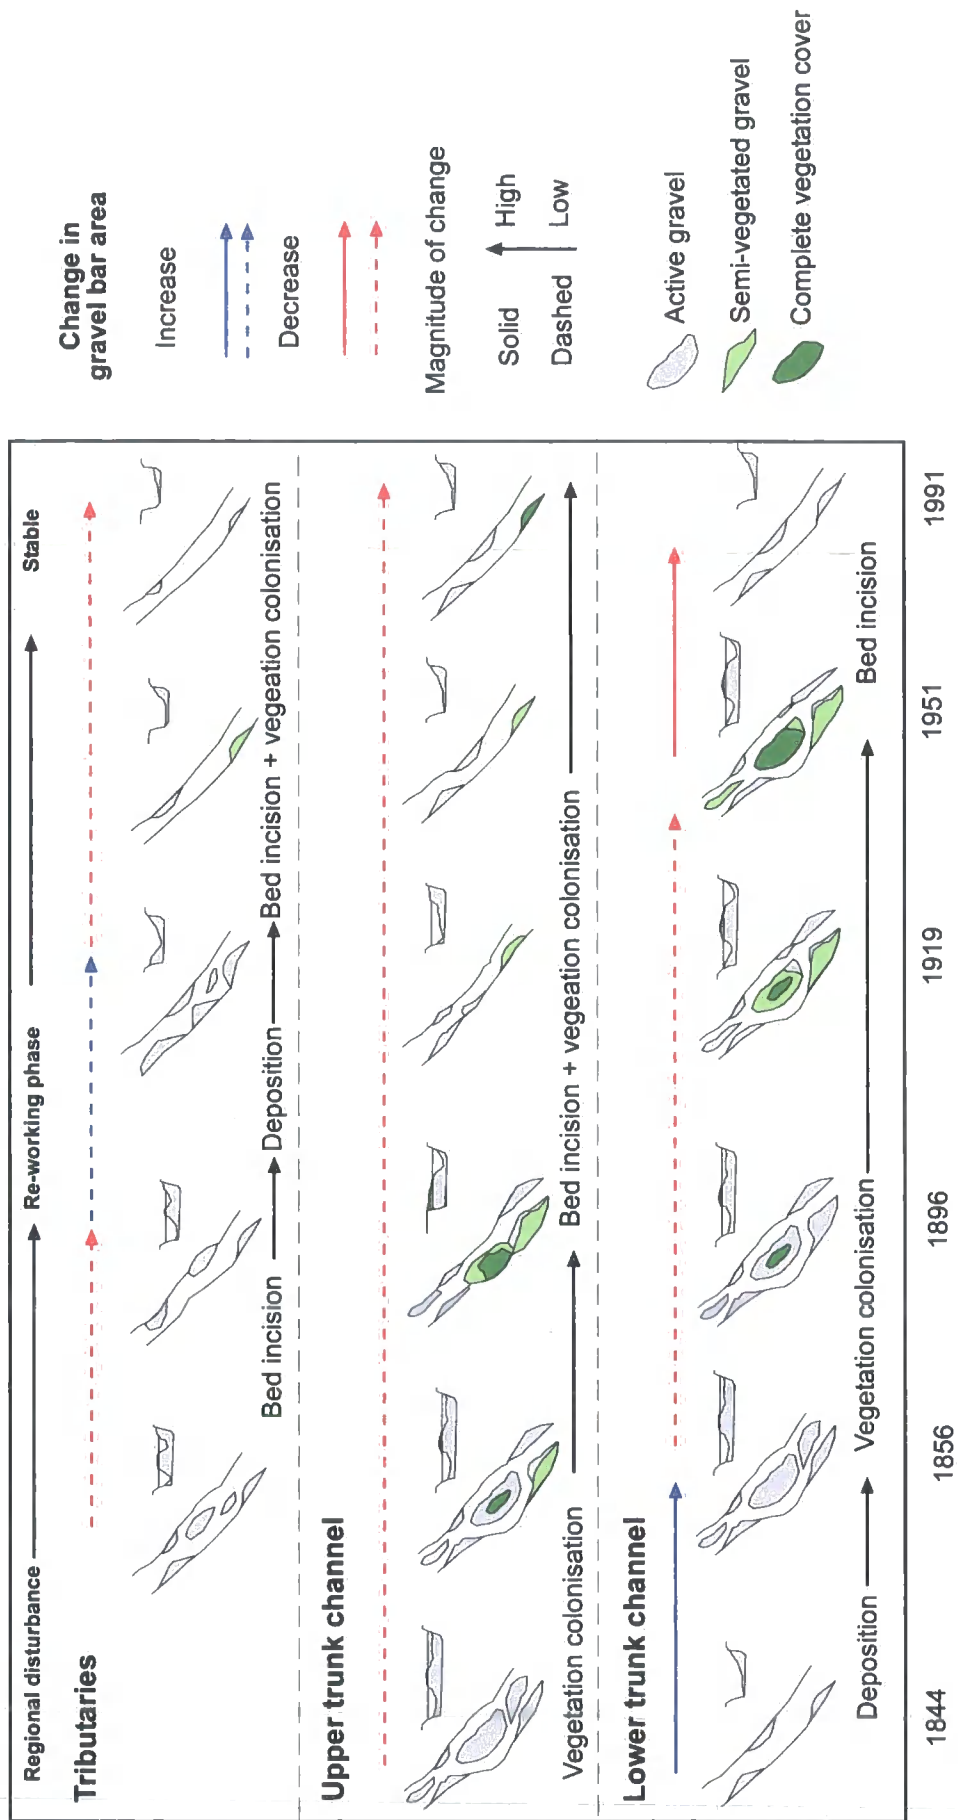 Regional disturbance
Re-working phase
Stable
Tributaries
Bed incision
Deposition
Bed incision + vegeation colonisation
Upper trunk channel
Vegetation colonisation
Bed incision + vegeation colonisation
Lower trunk channel
Deposition
Vegetation colonisation
Bed incision
1844
1856
1896
1919
1951
1991
Change in
gravel bar area
Increase
Decrease
Magnitude of change
Solid
High
Dashed
Low
Active gravel
Semi-vegetated gravel
Complete vegetation cover